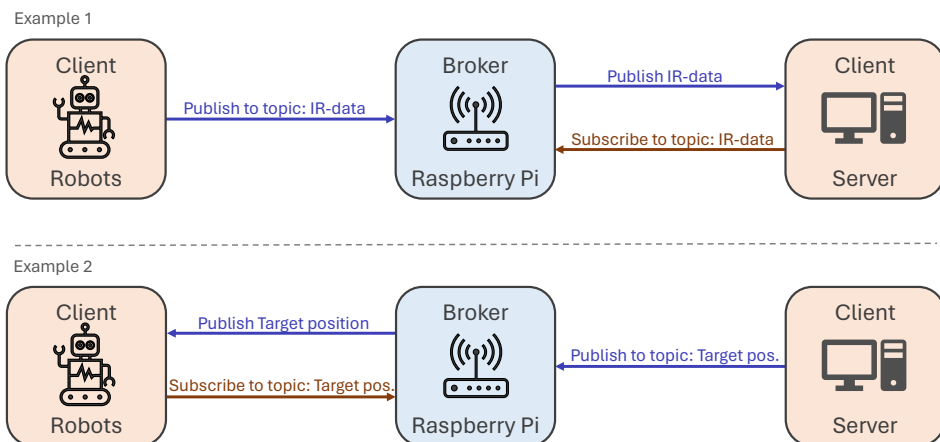 Example 1
Client
Robots
Publish to topic: IR-data
Broker
Raspberry Pi
Publish IR-data
Subscribe to topic: IR-data
Client
Server
Example 2
Client
Robots
Publish Target position
Subscribe to topic: Target pos.
Broker
Raspberry Pi
Publish to topic: Target pos.
Client
Server